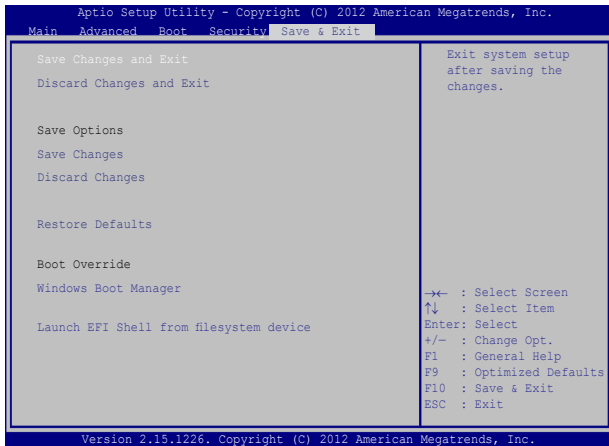 Aptio Setup Utility - Copyright (C) 2012 American Megatrends, Inc.
Main Advanced Boot Security Save & Exit
Save Changes and Exit
Discard Changes and Exit
Save Options
Save Changes
Discard Changes
Restore Defaults
Boot Override
Windows Boot Manager
Launch EFI Shell from filesystem device
Exit system setup
after saving the
changes.
→← : Select Screen
↑↓ : Select Item
Enter: Select
+/— : Change Opt.
F1 : General Help
F9 : Optimized Defaults
F10 : Save & Exit
ESC : Exit
Version 2.15.1226. Copyright (C) 2012 American Megatrends, Inc.